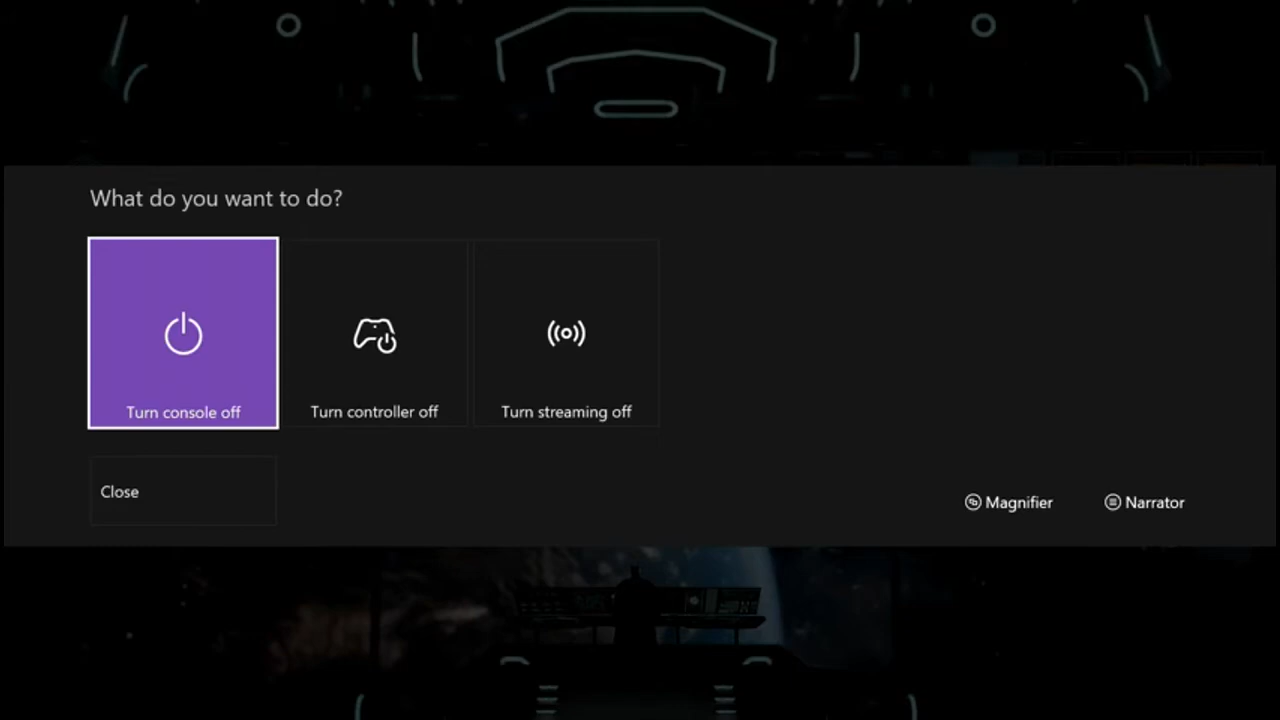 What do you want to do?
Turn console off
Turn controller off
Turn streaming off
Close
Magnifier
Narrator